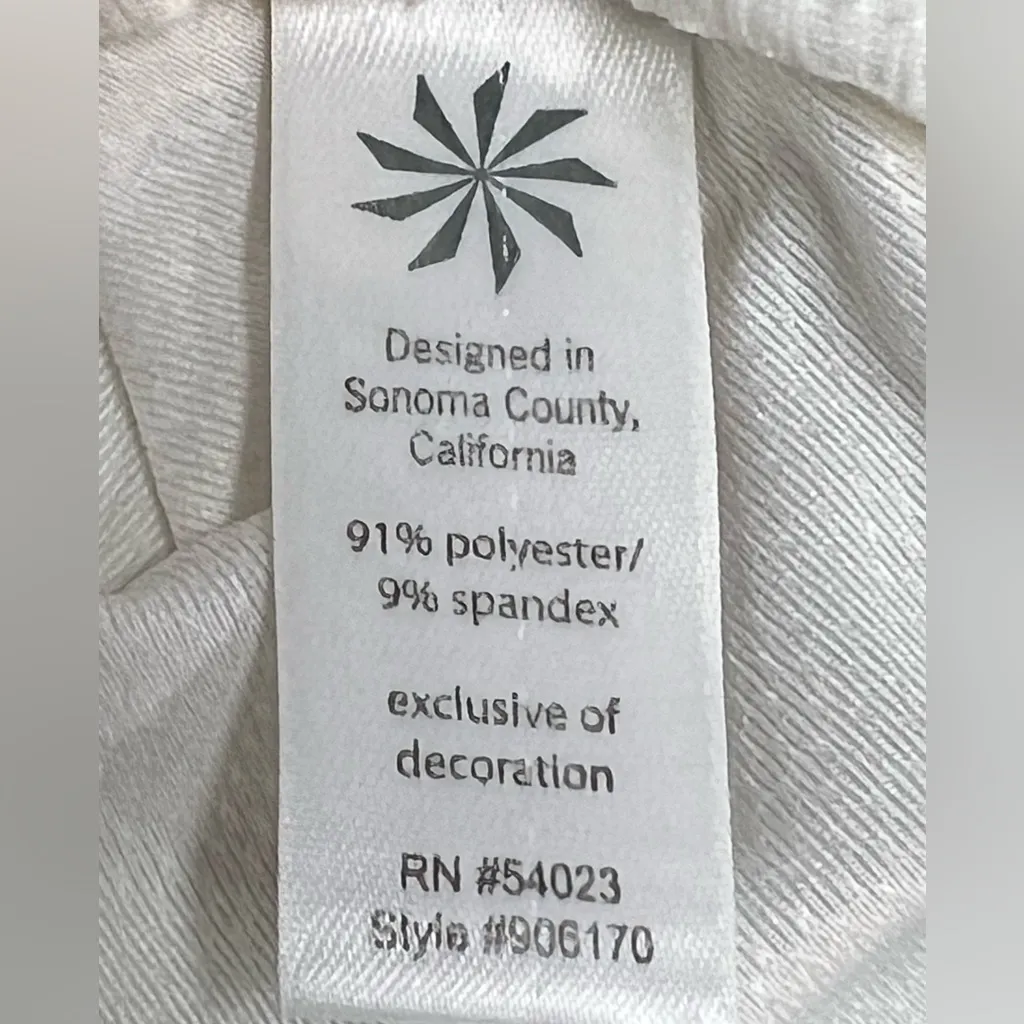 Designed in
Sonoma County,
California
91% polyester/
9% spandex
exclusive of
decoration
RN #54023
Style #906170